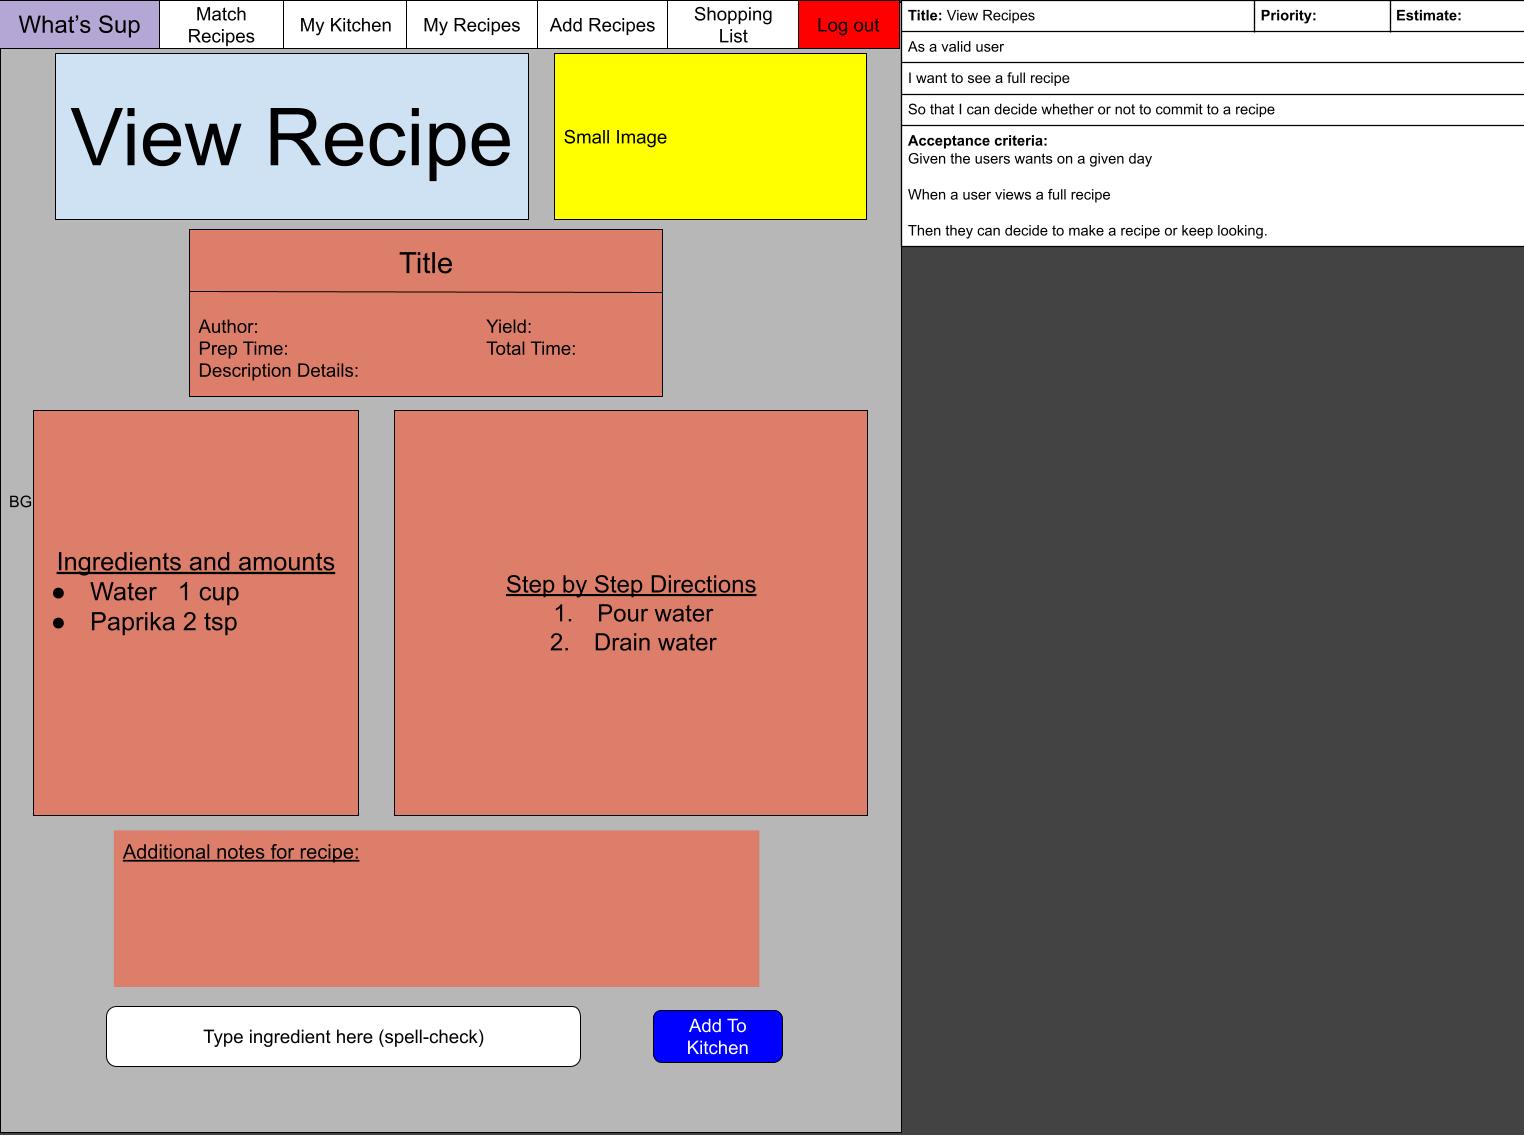 What's Sup
Match
Recipes
My Kitchen
My Recipes
Add Recipes
Shopping
List
Log out
View Recipe
Small Image
Title
Author:
Yield:
Prep Time:
Total Time:
Description Details:
BG
Ingredients and amounts
● Water 1 cup
● Paprika 2 tsp
Step by Step Directions
1. Pour water
2. Drain water
Additional notes for recipe:
Type ingredient here (spell-check)
Add To
Kitchen
Title: View Recipes
Priority:
Estimate:
As a valid user
I want to see a full recipe
So that I can decide whether or not to commit to a recipe
Acceptance criteria:
Given the users wants on a given day
When a user views a full recipe
Then they can decide to make a recipe or keep looking.